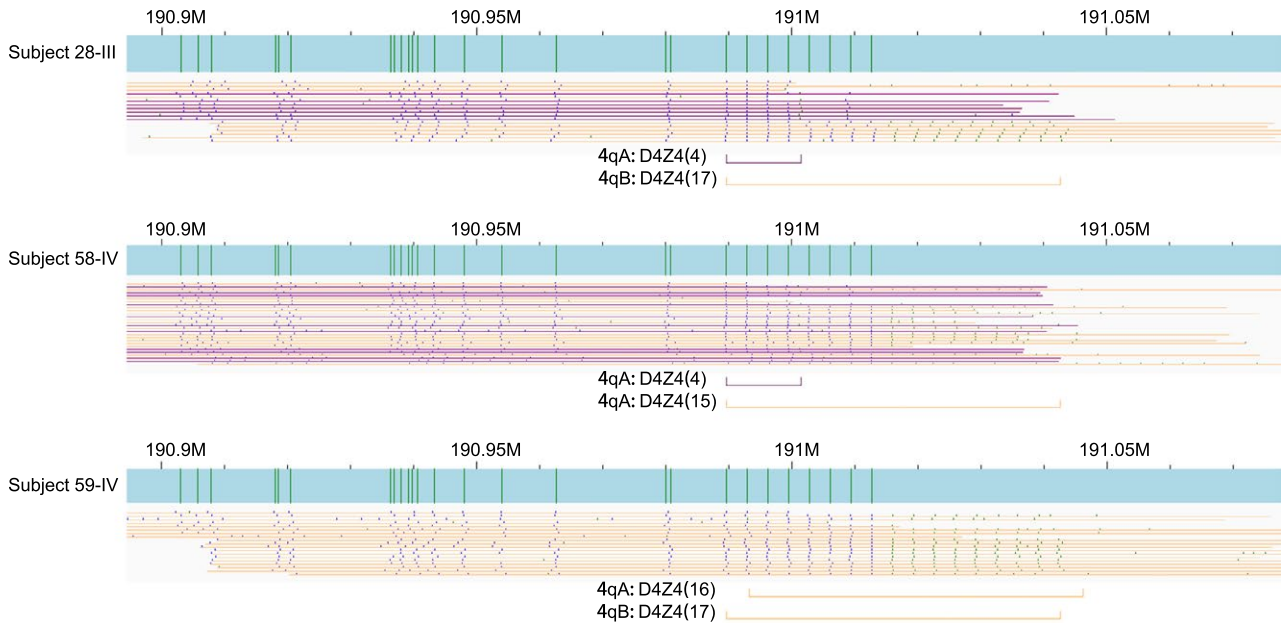 190.9M 190.95M 191M 191.05M
Subject 28-III
4qA: D4Z4(4)
4qB: D4Z4(17)
190.9M 190.95M 191M 191.05M
Subject 58-IV
4qA: D4Z4(4)
4qA: D4Z4(15)
190.9M 190.95M 191M 191.05M
Subject 59-IV
4qA: D4Z4(16)
4qB: D4Z4(17)